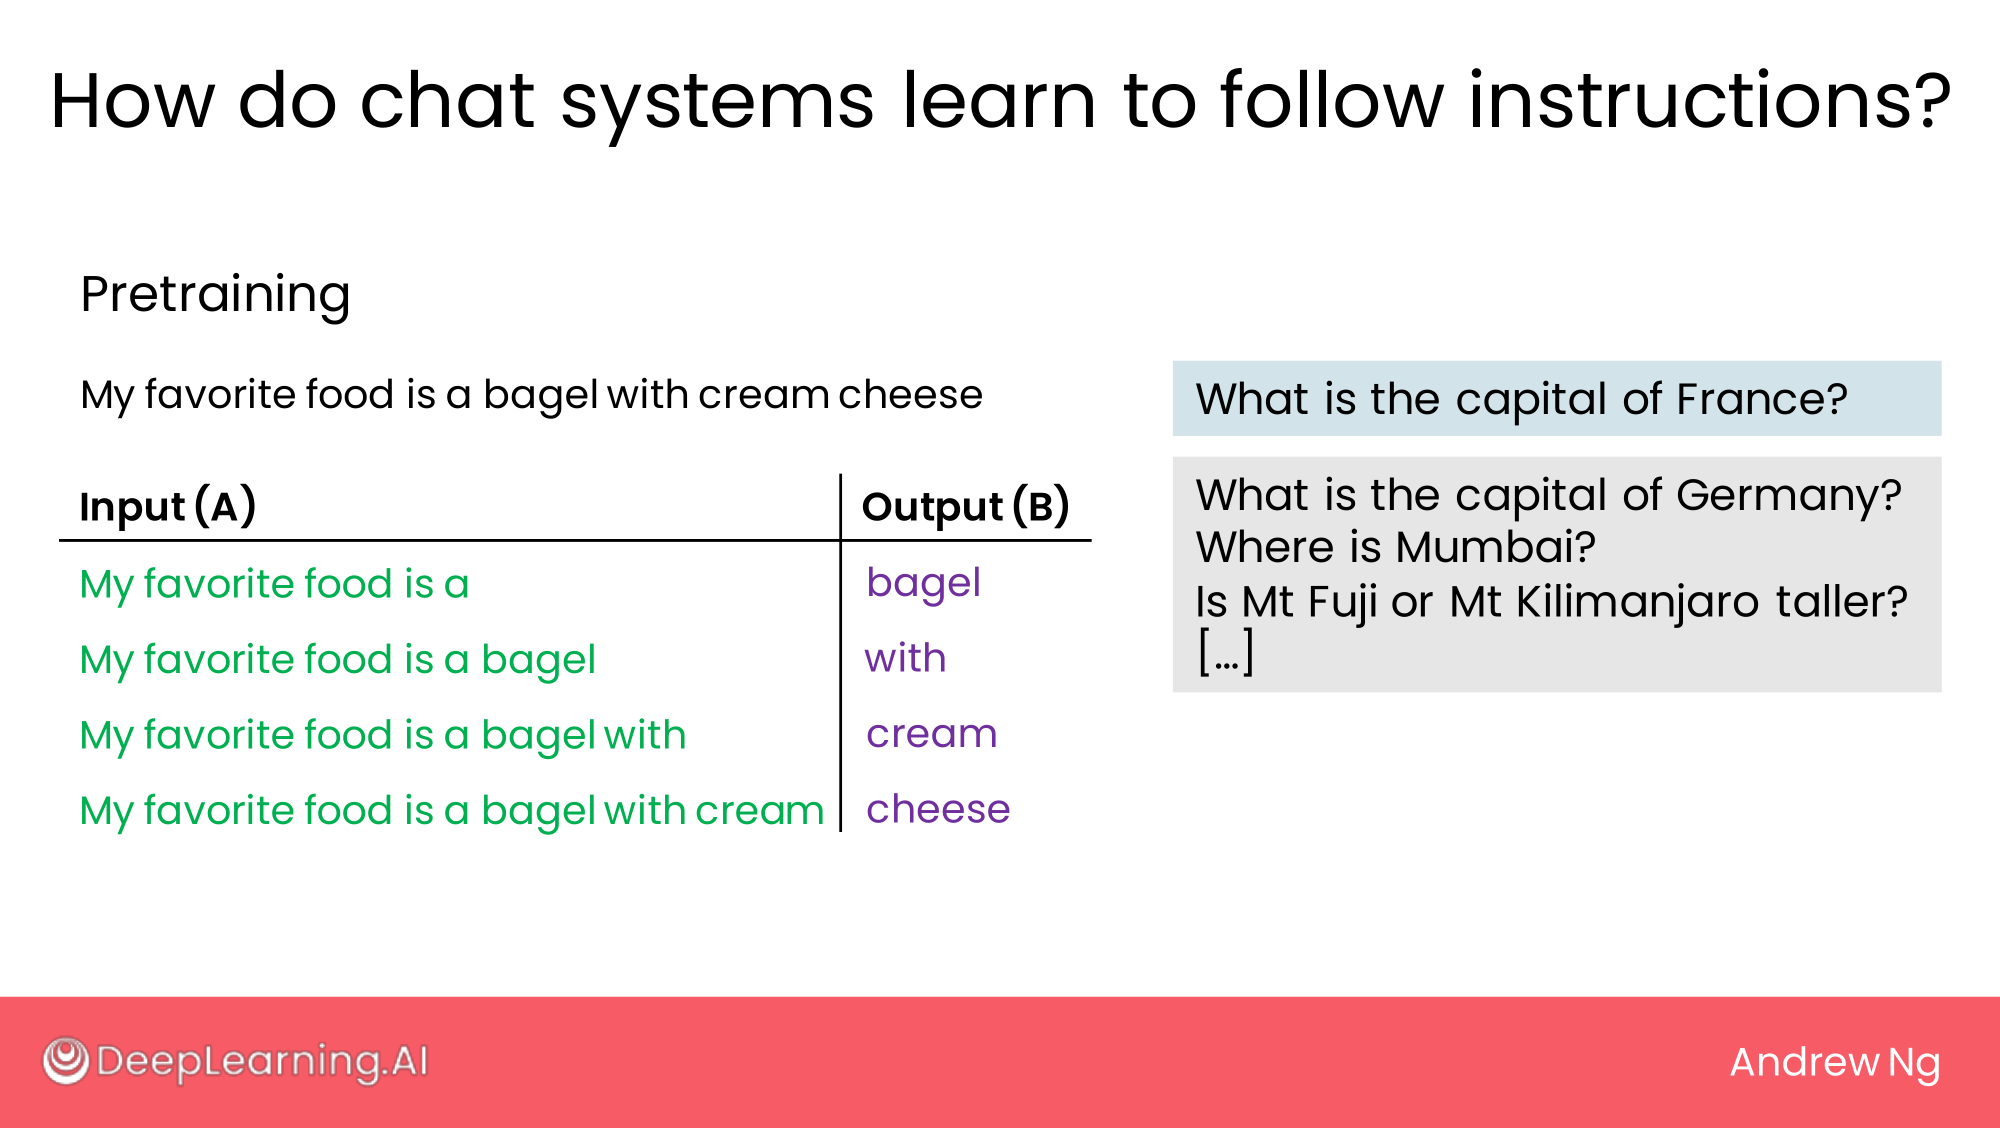 How do chat systems learn to follow instructions?
Pretraining
My favorite food is a bagel with cream cheese
Input (A) Output (B)
My favorite food is a bagel
My favorite food is a bagel with
My favorite food is a bagel with cream
My favorite food is a bagel with cream cheese
What is the capital of France?
What is the capital of Germany?
Where is Mumbai?
Is Mt Fuji or Mt Kilimanjaro taller?
[...]
DeepLearning.AI
Andrew Ng